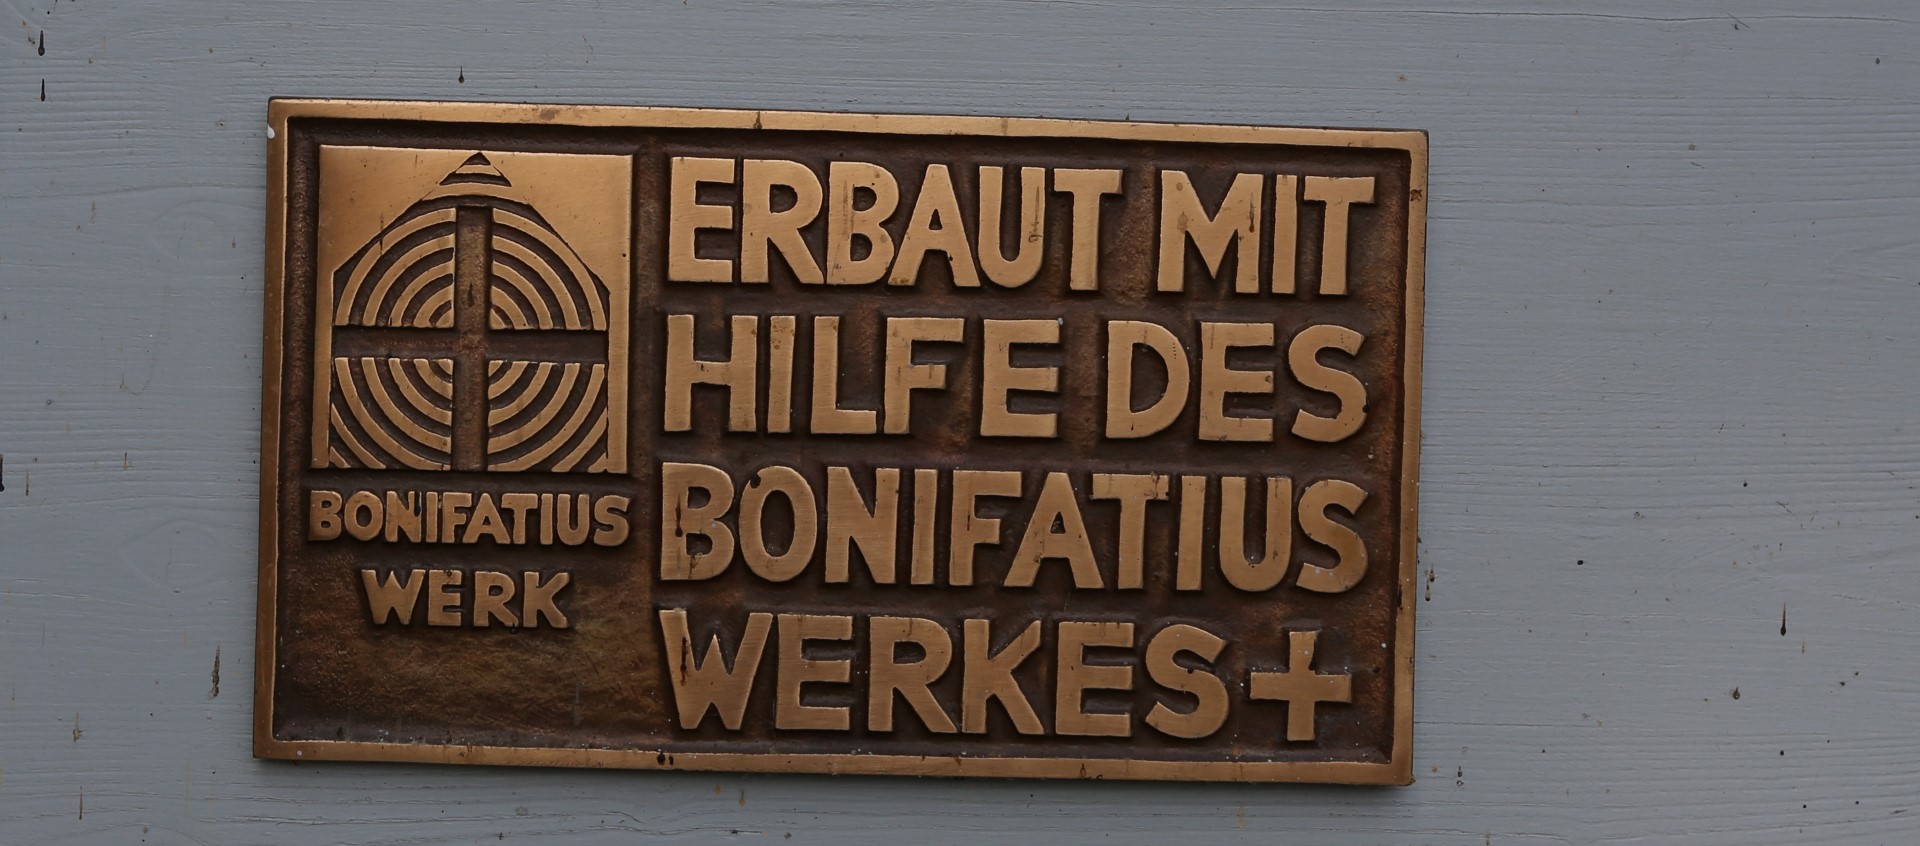 BONIFATIUS
WERK
ERBAUT MIT
HILFE DES
BONIFATIUS
WERKES +